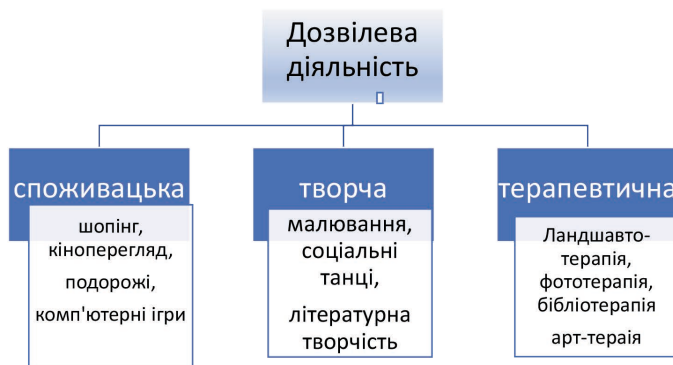 Дозвілева
діяльність
споживацька
шопінг,
кіноперегляд,
подорожі,
комп'ютерні ігри
творча
малювання,
соціальні
танці,
літературна
творчість
терапевтична
Ландшавто-
терапія,
фототерапія,
бібліотерапія
арт-тераія